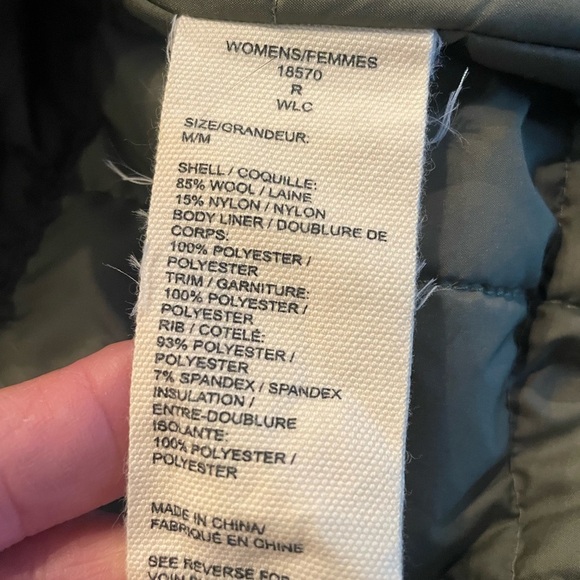 WOMENS/FEMMES
18570
R
WLC
SIZE/GRANDEUR:
M/M
SHELL / COQUILLE:
85% WOOL / LAINE
15% NYLON / NYLON
BODY LINER / DOUBLURE DE
CORPS:
100% POLYESTER /
POLYESTER
TRIM / GARNITURE:
100% POLYESTER /
POLYESTER
RIB / COTELÉ:
93% POLYESTER /
POLYESTER
7% SPANDEX / SPANDEX
INSULATION /
ENTRE-DOUBLURE
ISOLANTE:
100% POLYESTER /
POLYESTER
MADE IN CHINA/
FABRIQUÉ EN CHINE
SEE REVERSE FOR
VOIR